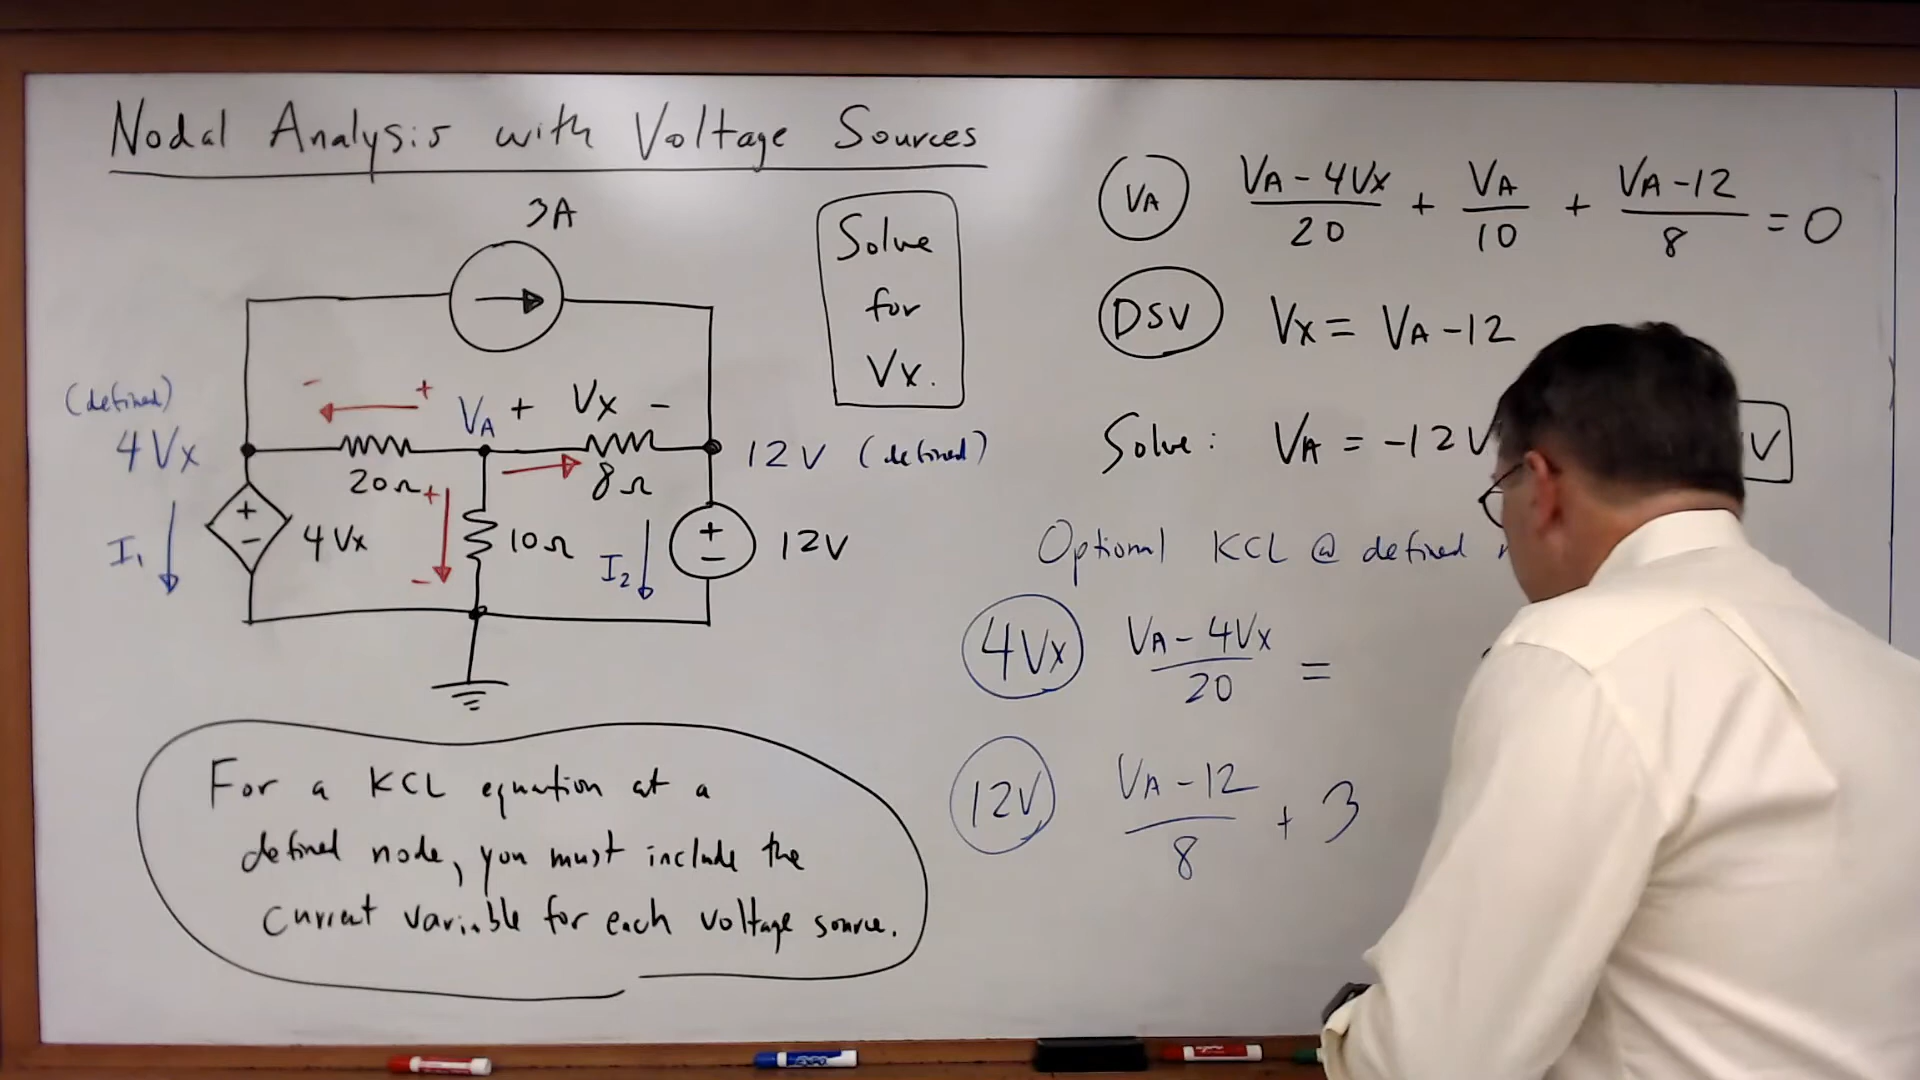 Nodal Analysis with Voltage Sources
3A
Solve
for
Vx.
(defined)
4Vx
- +
VA + Vx -
12V (defined)
20Ω
+
8Ω
I₁
+
-
4Vx
-
10Ω
I₂
+
-
12V
For a KCL equation at a
defined node, you must include the
current variable for each voltage source.
VA (VA - 4Vx)/20 + VA/10 + (VA - 12)/8 = 0
DSV Vx = VA - 12
Solve: VA = -12V V
Optional KCL @ defined
4Vx (VA - 4Vx)/20 =
12V (VA - 12)/8 + 3